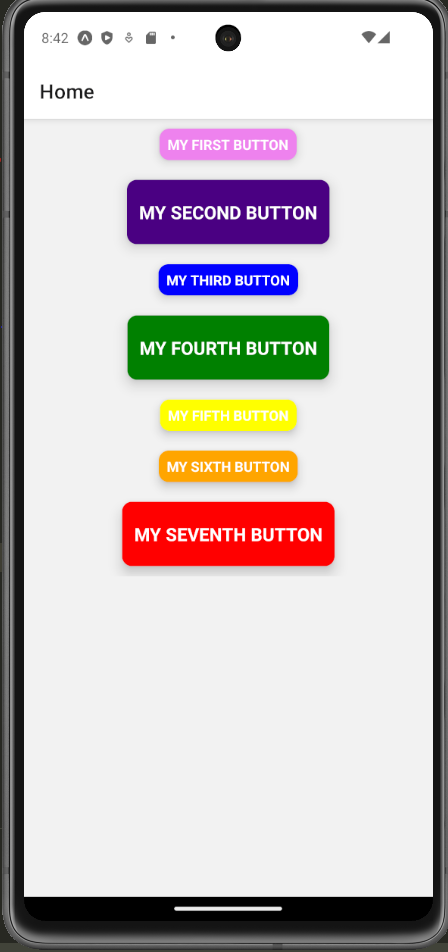 8:42
Home
MY FIRST BUTTON
MY SECOND BUTTON
MY THIRD BUTTON
MY FOURTH BUTTON
MY FIFTH BUTTON
MY SIXTH BUTTON
MY SEVENTH BUTTON